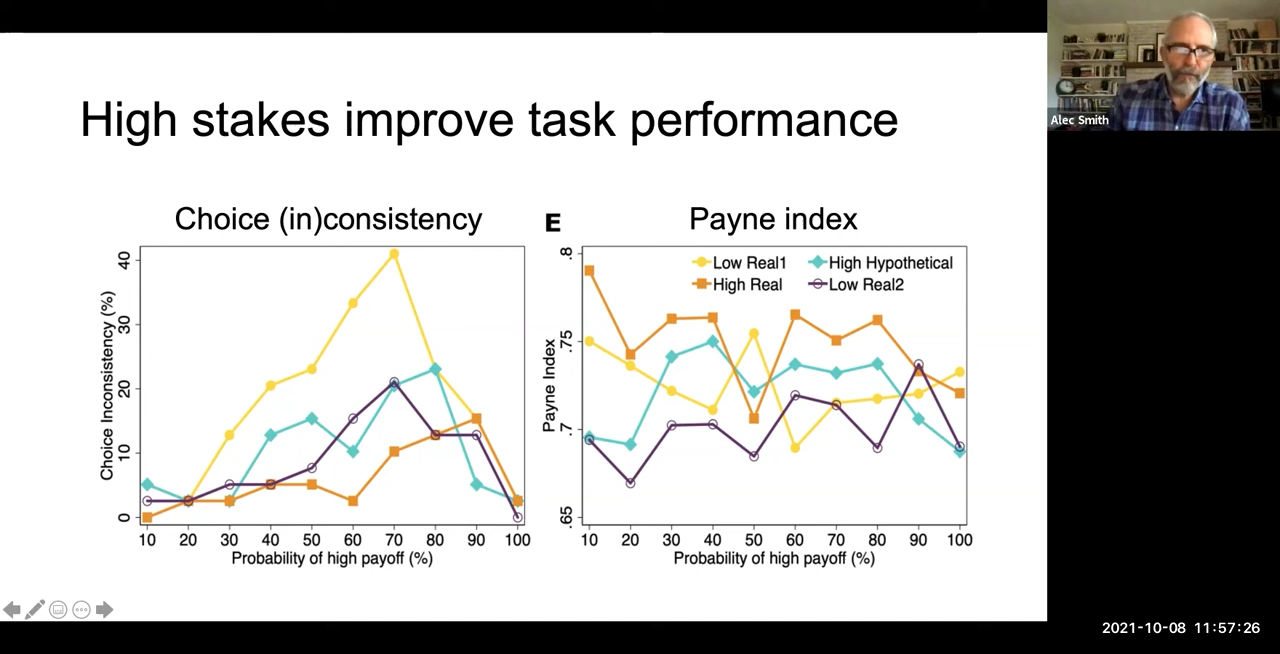 High stakes improve task performance
Alec Smith
Choice (in)consistency
E
Payne index
Choice Inconsistency (%)
40
30
20
10
0
10 20 30 40 50 60 70 80 90 100
Probability of high payoff (%)
Low Real1
High Hypothetical
High Real
Low Real2
Payne Index
.8
.75
.7
.65
10 20 30 40 50 60 70 80 90 100
Probability of high payoff (%)
2021-10-08 11:57:26